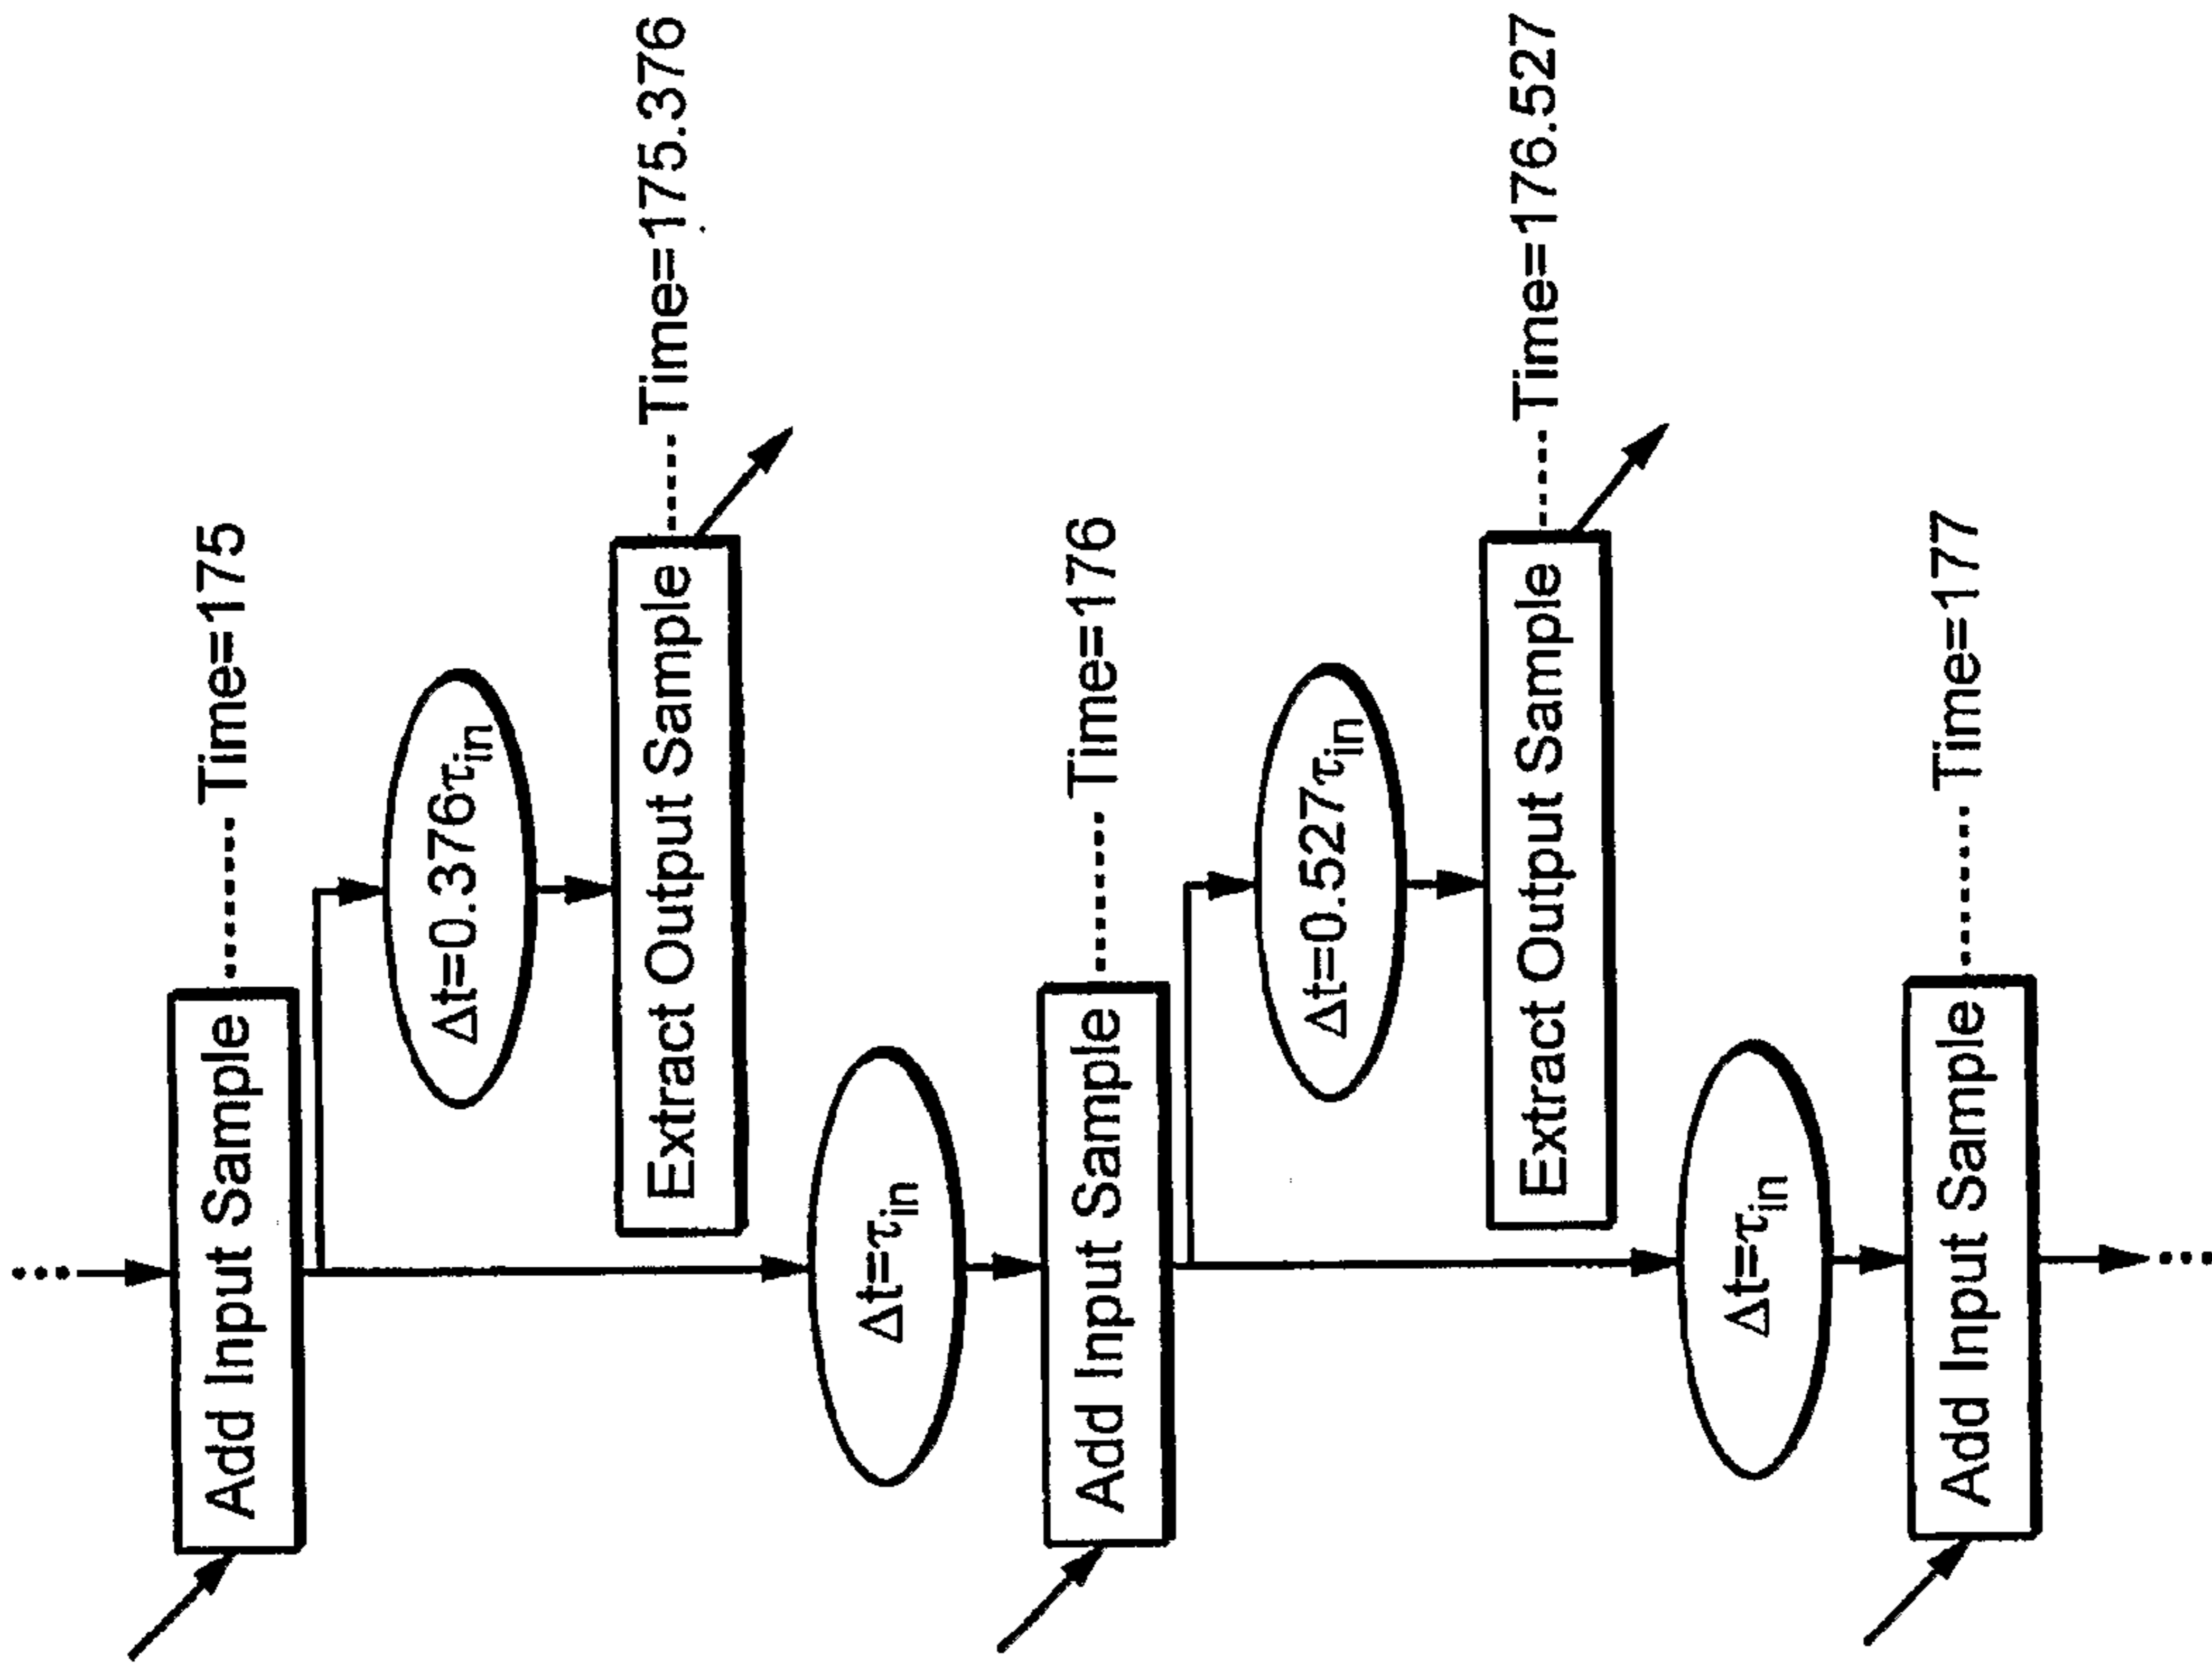 Add Input Sample
Time=175
Δt=0.376τin
Extract Output Sample
Time=175.376
Δt=τin
Add Input Sample
Time=176
Δt=0.527τin
Extract Output Sample
Time=176.527
Δt=τin
Add Input Sample
Time=177